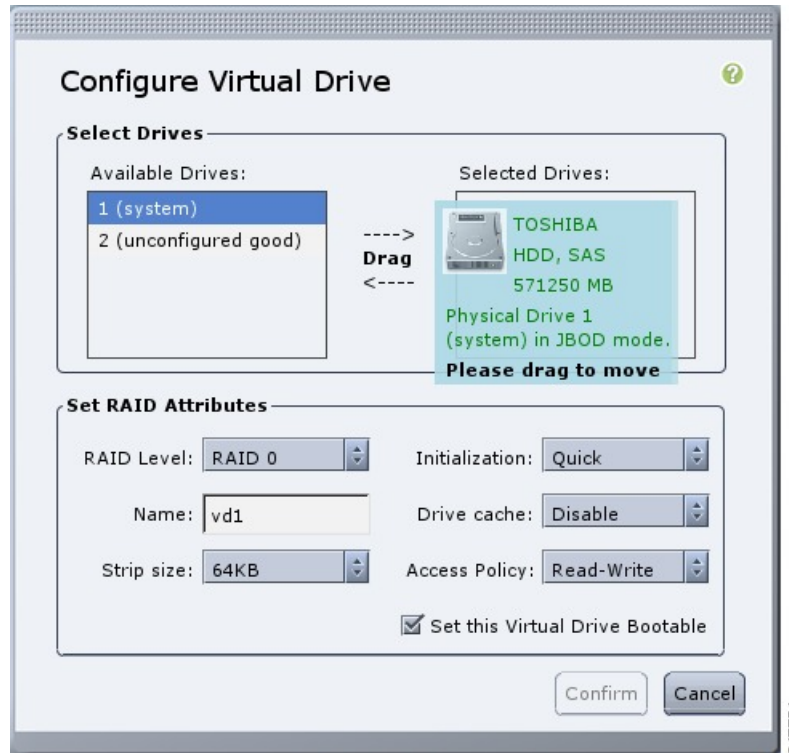 Configure Virtual Drive
?
Select Drives
Available Drives:
Selected Drives:
1 (system)
2 (unconfigured good)
---->
Drag
<----
TOSHIBA
HDD, SAS
571250 MB
Physical Drive 1
(system) in JBOD mode.
Please drag to move
Set RAID Attributes
RAID Level: RAID 0
Initialization: Quick
Name: vd1
Drive cache: Disable
Strip size: 64KB
Access Policy: Read-Write
Set this Virtual Drive Bootable
Confirm
Cancel